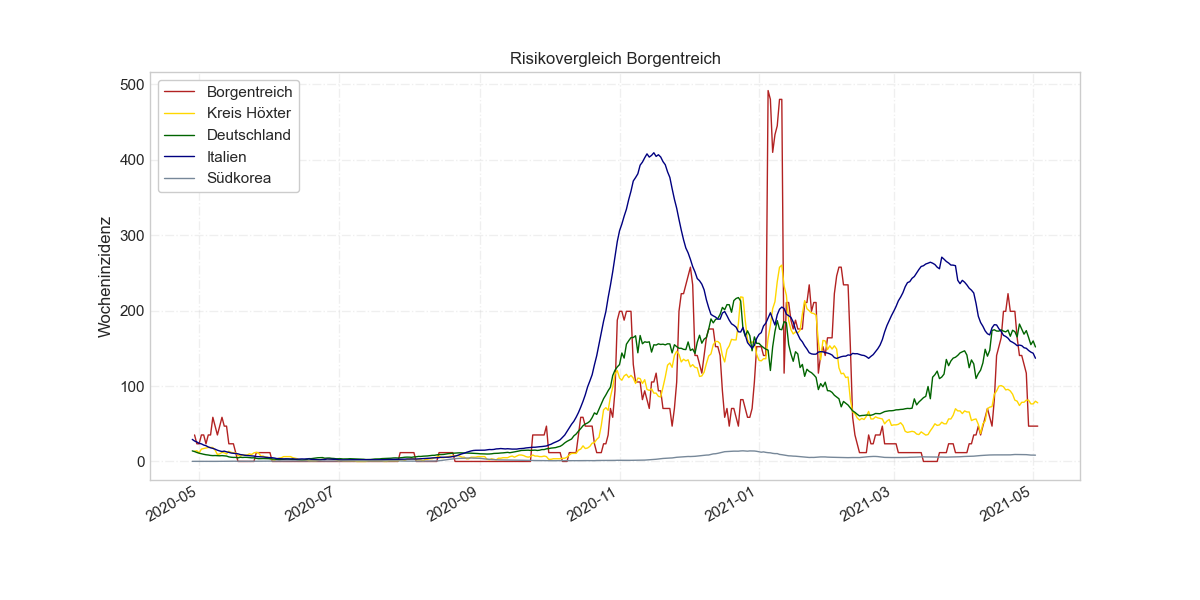 Risikovergleich Borgentreich
Wocheninzidenz
500
400
300
200
100
0
Borgentreich
Kreis Höxter
Deutschland
Italien
Südkorea
2020-05
2020-07
2020-09
2020-11
2021-01
2021-03
2021-05